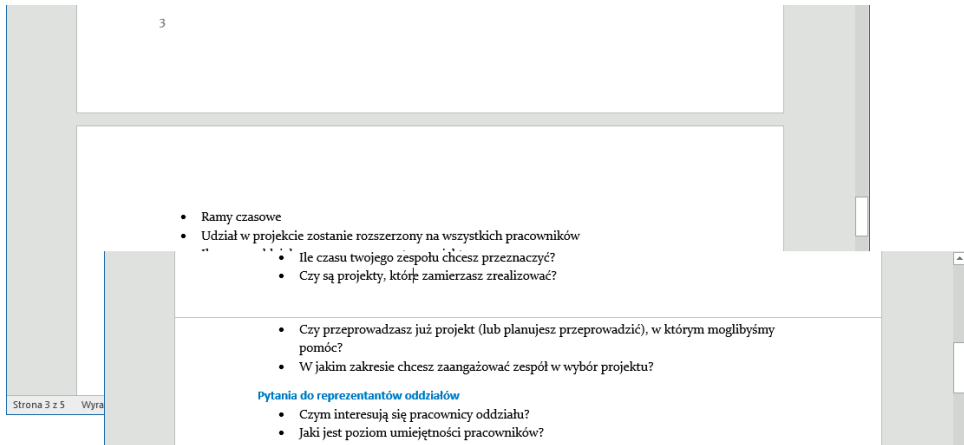 3
• Ramy czasowe
• Udział w projekcie zostanie rozszerzony na wszystkich pracowników
• Ile czasu twojego zespołu chcesz przeznaczyć?
• Czy są projekty, które zamierzasz zrealizować?
• Czy przeprowadzasz już projekt (lub planujesz przeprowadzić), w którym moglibyśmy
pomóc?
• W jakim zakresie chcesz zaangażować zespół w wybór projektu?
Pytania do reprezentantów oddziałów
• Czym interesują się pracownicy oddziału?
• Jaki jest poziom umiejętności pracowników?
Strona 3 z 5 Wyra